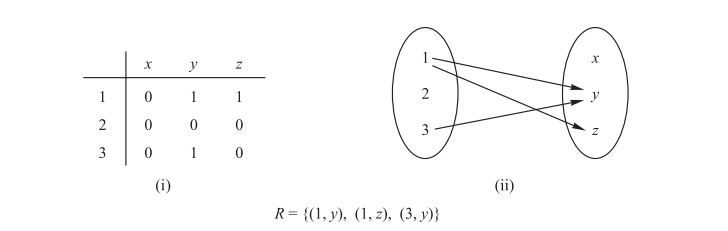 x y z
1 0 1 1
2 0 0 0
3 0 1 0
(i)
1 x
2 y
3 z
(ii)
R = {(1, y), (1, z), (3, y)}